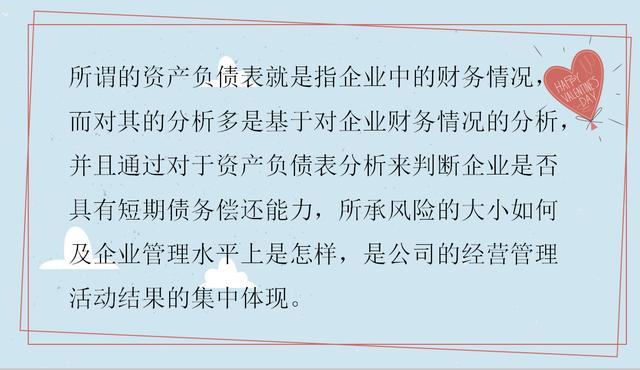 所谓的资产负债表就是指企业中的财务情况，
而对其的分析多是基于对企业财务情况的分析，
并且通过对于资产负债表分析来判断企业是否
具有短期债务偿还能力，所承风险的大小如何
及企业管理水平上是怎样，是公司的经营管理
活动结果的集中体现。
HAPPY
VALENTINE'S
DAY